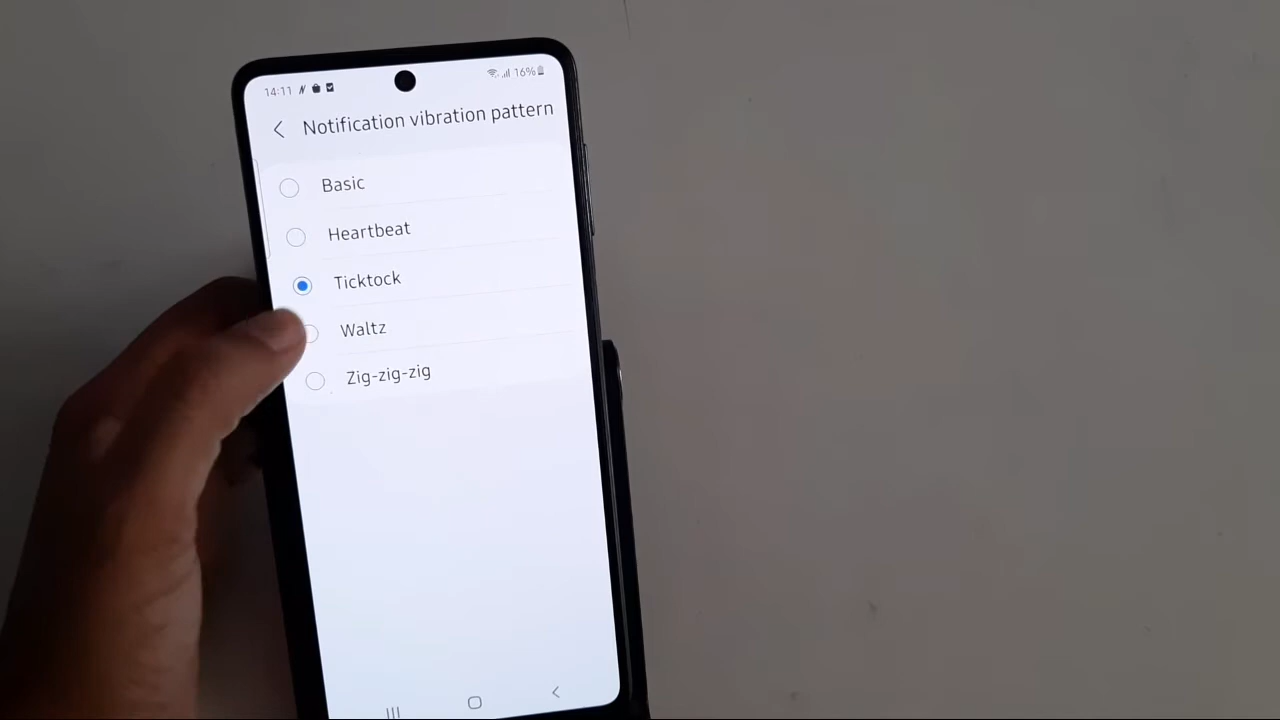 14:11 16%
Notification vibration pattern
Basic
Heartbeat
Ticktock
Waltz
Zig-zig-zig